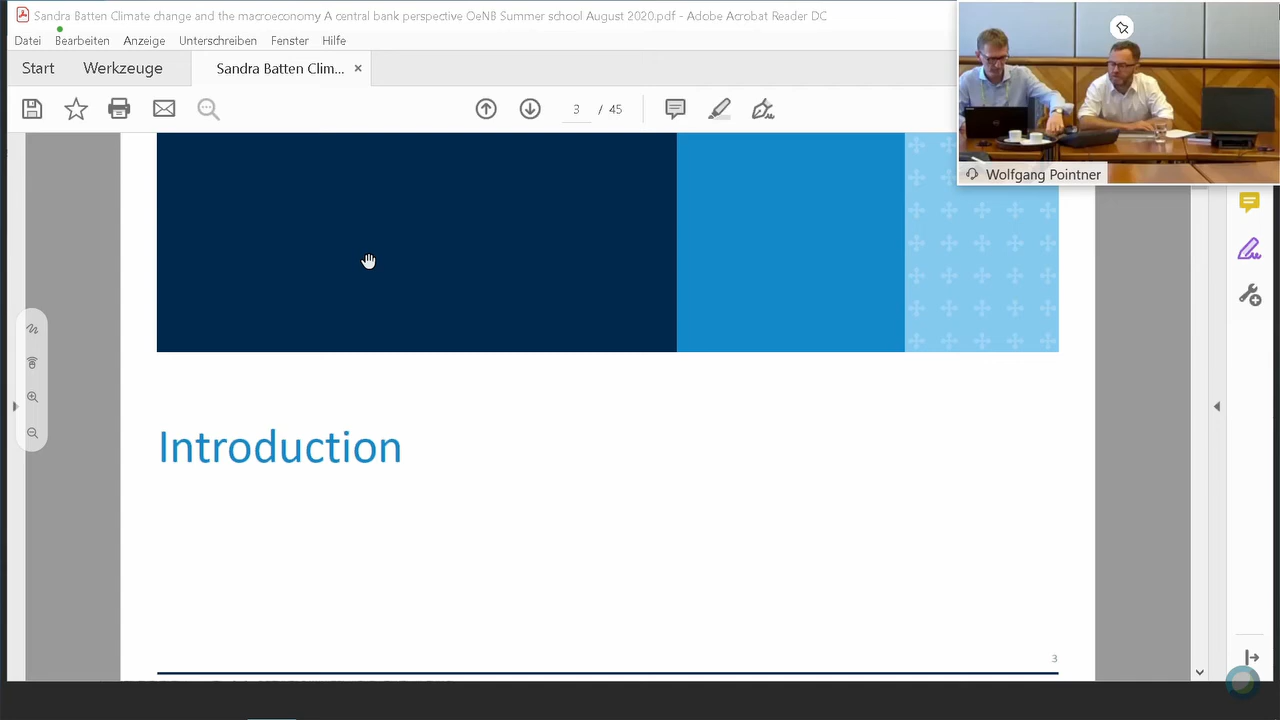 Sandra Batten Climate change and the macroeconomy A central bank perspective OeNB Summer school August 2020.pdf - Adobe Acrobat Reader DC
Datei Bearbeiten Anzeige Unterschreiben Fenster Hilfe
Start Werkzeuge Sandra Batten Clim... ×
3 / 45
Wolfgang Pointner
Introduction
3